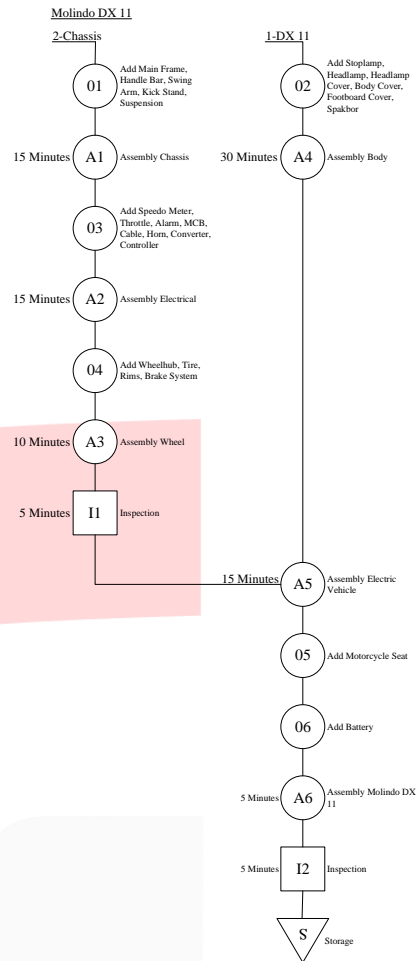 Molindo DX 11
2-Chassis
01
Add Main Frame,
Handle Bar, Swing
Arm, Kick Stand,
Suspension
15 Minutes
A1
Assembly Chassis
03
Add Speedo Meter,
Throttle, Alarm, MCB,
Cable, Horn, Converter,
Controller
15 Minutes
A2
Assembly Electrical
04
Add Wheelhub, Tire,
Rims, Brake System
10 Minutes
A3
Assembly Wheel
5 Minutes
I1
Inspection
1-DX 11
02
Add Stoplamp,
Headlamp, Headlamp
Cover, Body Cover,
Footboard Cover,
Spakbor
30 Minutes
A4
Assembly Body
15 Minutes
A5
Assembly Electric
Vehicle
05
Add Motorcycle Seat
06
Add Battery
5 Minutes
A6
Assembly Molindo DX
11
5 Minutes
I2
Inspection
S
Storage